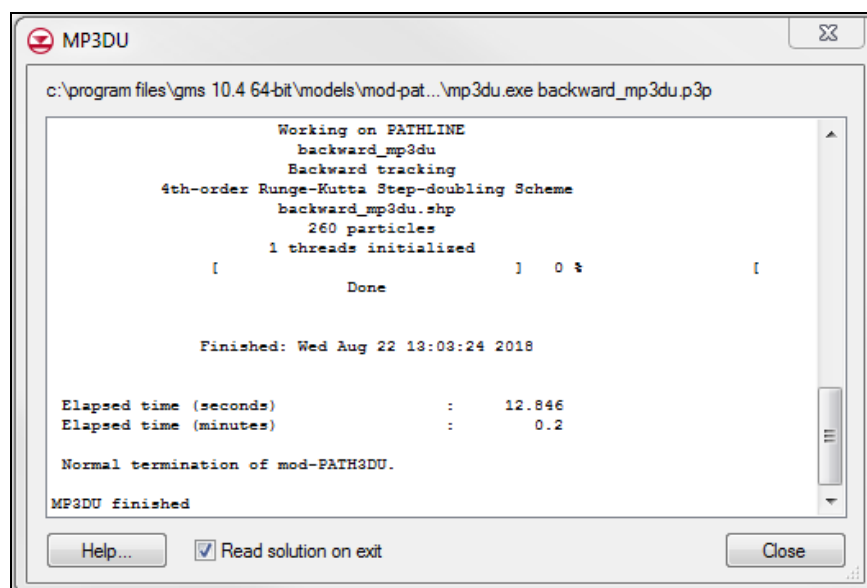 MP3DU
c:\program files\gms 10.4 64-bit\models\mod-pat...\mp3du.exe backward_mp3du.p3p
Working on PATHLINE
backward_mp3du
Backward tracking
4th-order Runge-Kutta Step-doubling Scheme
backward_mp3du.shp
260 particles
1 threads initialized
[ ] 0 % [
Done
Finished: Wed Aug 22 13:03:24 2018
Elapsed time (seconds) : 12.846
Elapsed time (minutes) : 0.2
Normal termination of mod-PATH3DU.
MP3DU finished
Help... Read solution on exit Close